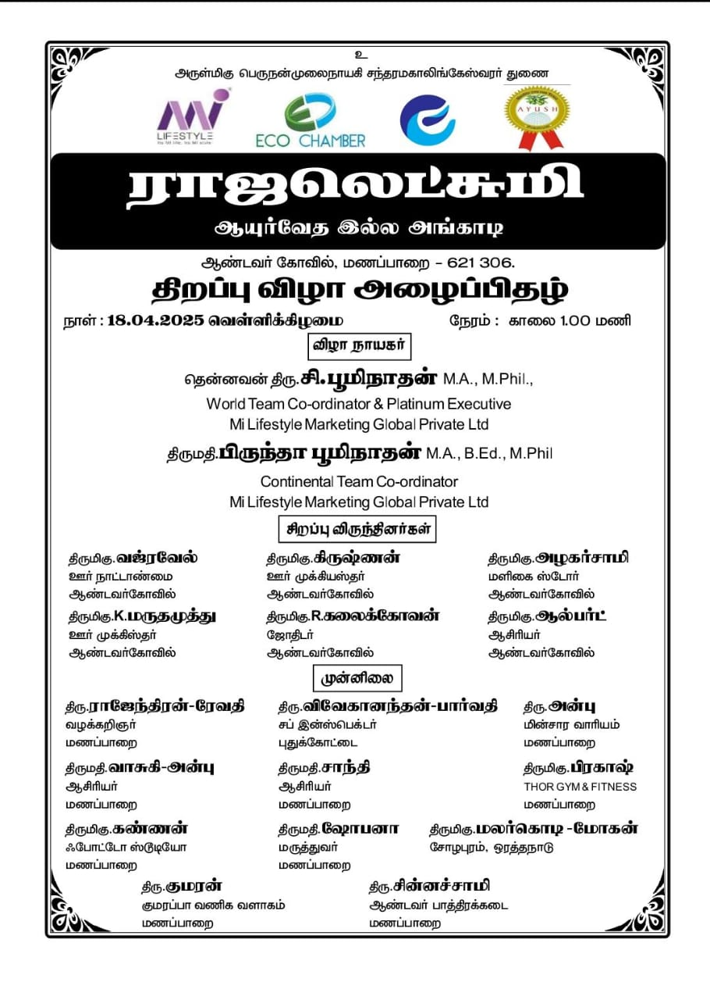 உ
அருள்மிகு பெருநன்முலைநாயகி சந்தரமகாலிங்கேஸ்வரர் துணை
Mi
LIFESTYLE
ECO CHAMBER
AYUSH
ராஜலெட்சுமி
ஆயுர்வேத இல்ல அங்காடி
ஆண்டவர் கோவில், மணப்பாறை - 621 306.
திறப்பு விழா அழைப்பிதழ்
நாள் : 18.04.2025 வெள்ளிக்கிழமை நேரம் : காலை 1.00 மணி
விழா நாயகர்
தென்னவன் திரு.சி.பூமிநாதன் M.A., M.Phil.,
World Team Co-ordinator & Platinum Executive
Mi Lifestyle Marketing Global Private Ltd
திருமதி.பிருந்தா பூமிநாதன் M.A., B.Ed., M.Phil
Continental Team Co-ordinator
Mi Lifestyle Marketing Global Private Ltd
சிறப்பு விருந்தினர்கள்
திருமிகு.வஜ்ரவேல் திருமிகு.கிருஷ்ணன் திருமிகு.அழகர்சாமி
ஊர் நாட்டாண்மை ஊர் முக்கியஸ்தர் மளிகை ஸ்டோர்
ஆண்டவர்கோவில் ஆண்டவர்கோவில் ஆண்டவர்கோவில்
திருமிகு.K.மருதமுத்து திருமிகு.R.கலைக்கோவன் திருமிகு.ஆல்பர்ட்
ஊர் முக்கிஸ்தர் ஜோதிடர் ஆசிரியர்
ஆண்டவர்கோவில் ஆண்டவர்கோவில் ஆண்டவர்கோவில்
முன்னிலை
திரு.ராஜேந்திரன்-ரேவதி திரு.விவேகானந்தன்-பார்வதி திரு.அன்பு
வழக்கறிஞர் சப் இன்ஸ்பெக்டர் மின்சார வாரியம்
மணப்பாறை புதுக்கோட்டை மணப்பாறை
திருமதி.வாசுகி-அன்பு திருமதி.சாந்தி திருமிகு.பிரகாஷ்
ஆசிரியர் ஆசிரியர் THOR GYM & FITNESS
மணப்பாறை மணப்பாறை மணப்பாறை
திருமிகு.கண்ணன் திருமதி.ஷோபனா திருமிகு.மலர்கொடி -மோகன்
ஃபோட்டோ ஸ்டூடியோ மருத்துவர் சோழபுரம், ஒரத்தநாடு
மணப்பாறை மணப்பாறை
திரு.குமரன் திரு.சின்னச்சாமி
குமரப்பா வணிக வளாகம் ஆண்டவர் பாத்திரக்கடை
மணப்பாறை மணப்பாறை